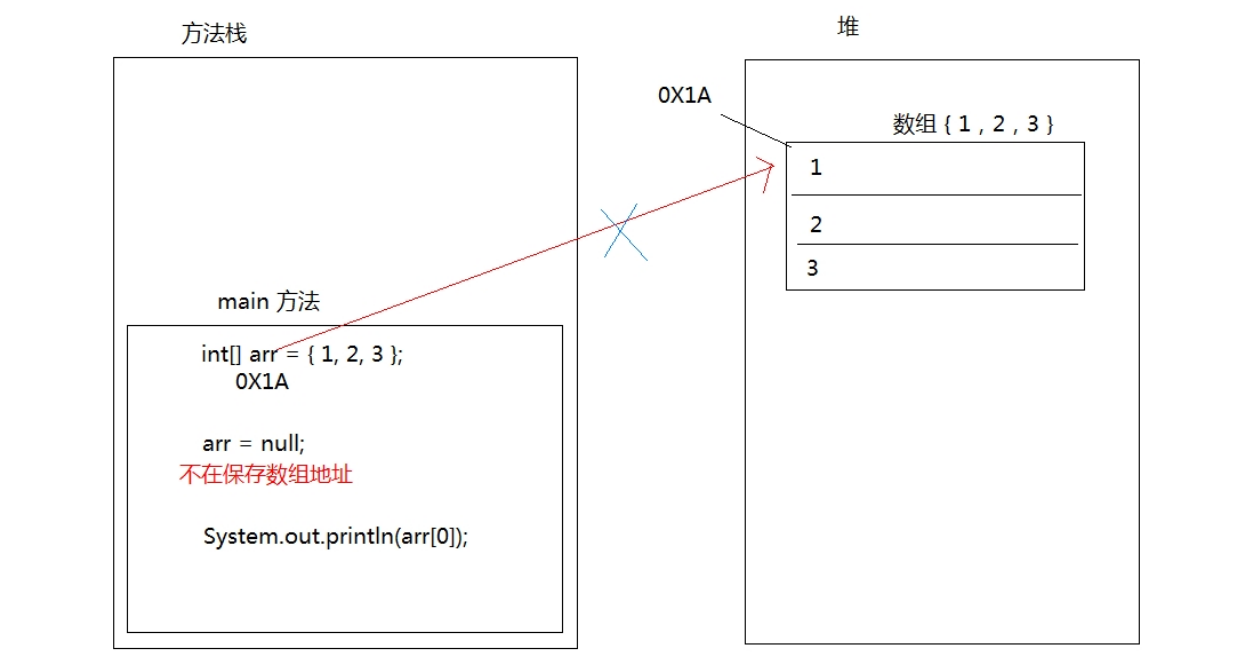 方法栈
堆
0X1A
数组 { 1 , 2 , 3 }
1
2
3
main 方法
int[] arr = { 1, 2, 3 };
0X1A
arr = null;
不在保存数组地址
System.out.println(arr[0]);